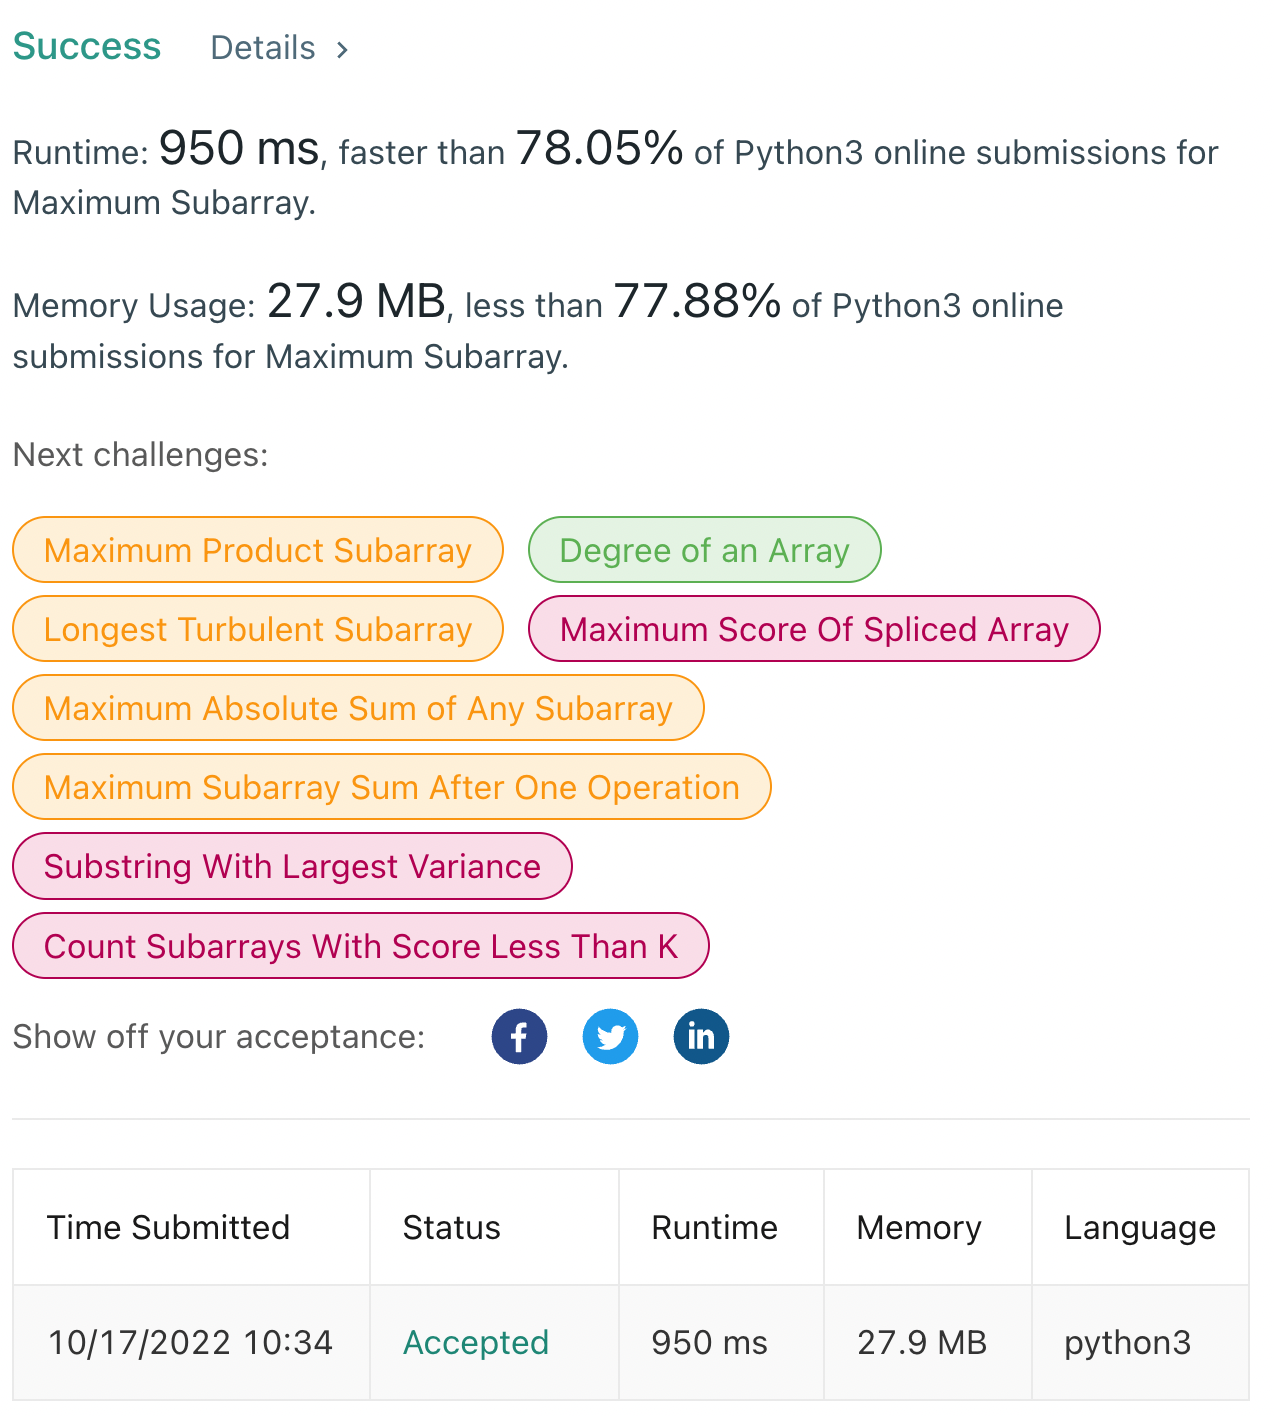 Success Details >
Runtime: 950 ms, faster than 78.05% of Python3 online submissions for
Maximum Subarray.
Memory Usage: 27.9 MB, less than 77.88% of Python3 online
submissions for Maximum Subarray.
Next challenges:
Maximum Product Subarray Degree of an Array
Longest Turbulent Subarray Maximum Score Of Spliced Array
Maximum Absolute Sum of Any Subarray
Maximum Subarray Sum After One Operation
Substring With Largest Variance
Count Subarrays With Score Less Than K
Show off your acceptance: f in
Time Submitted Status Runtime Memory Language
10/17/2022 10:34 Accepted 950 ms 27.9 MB python3